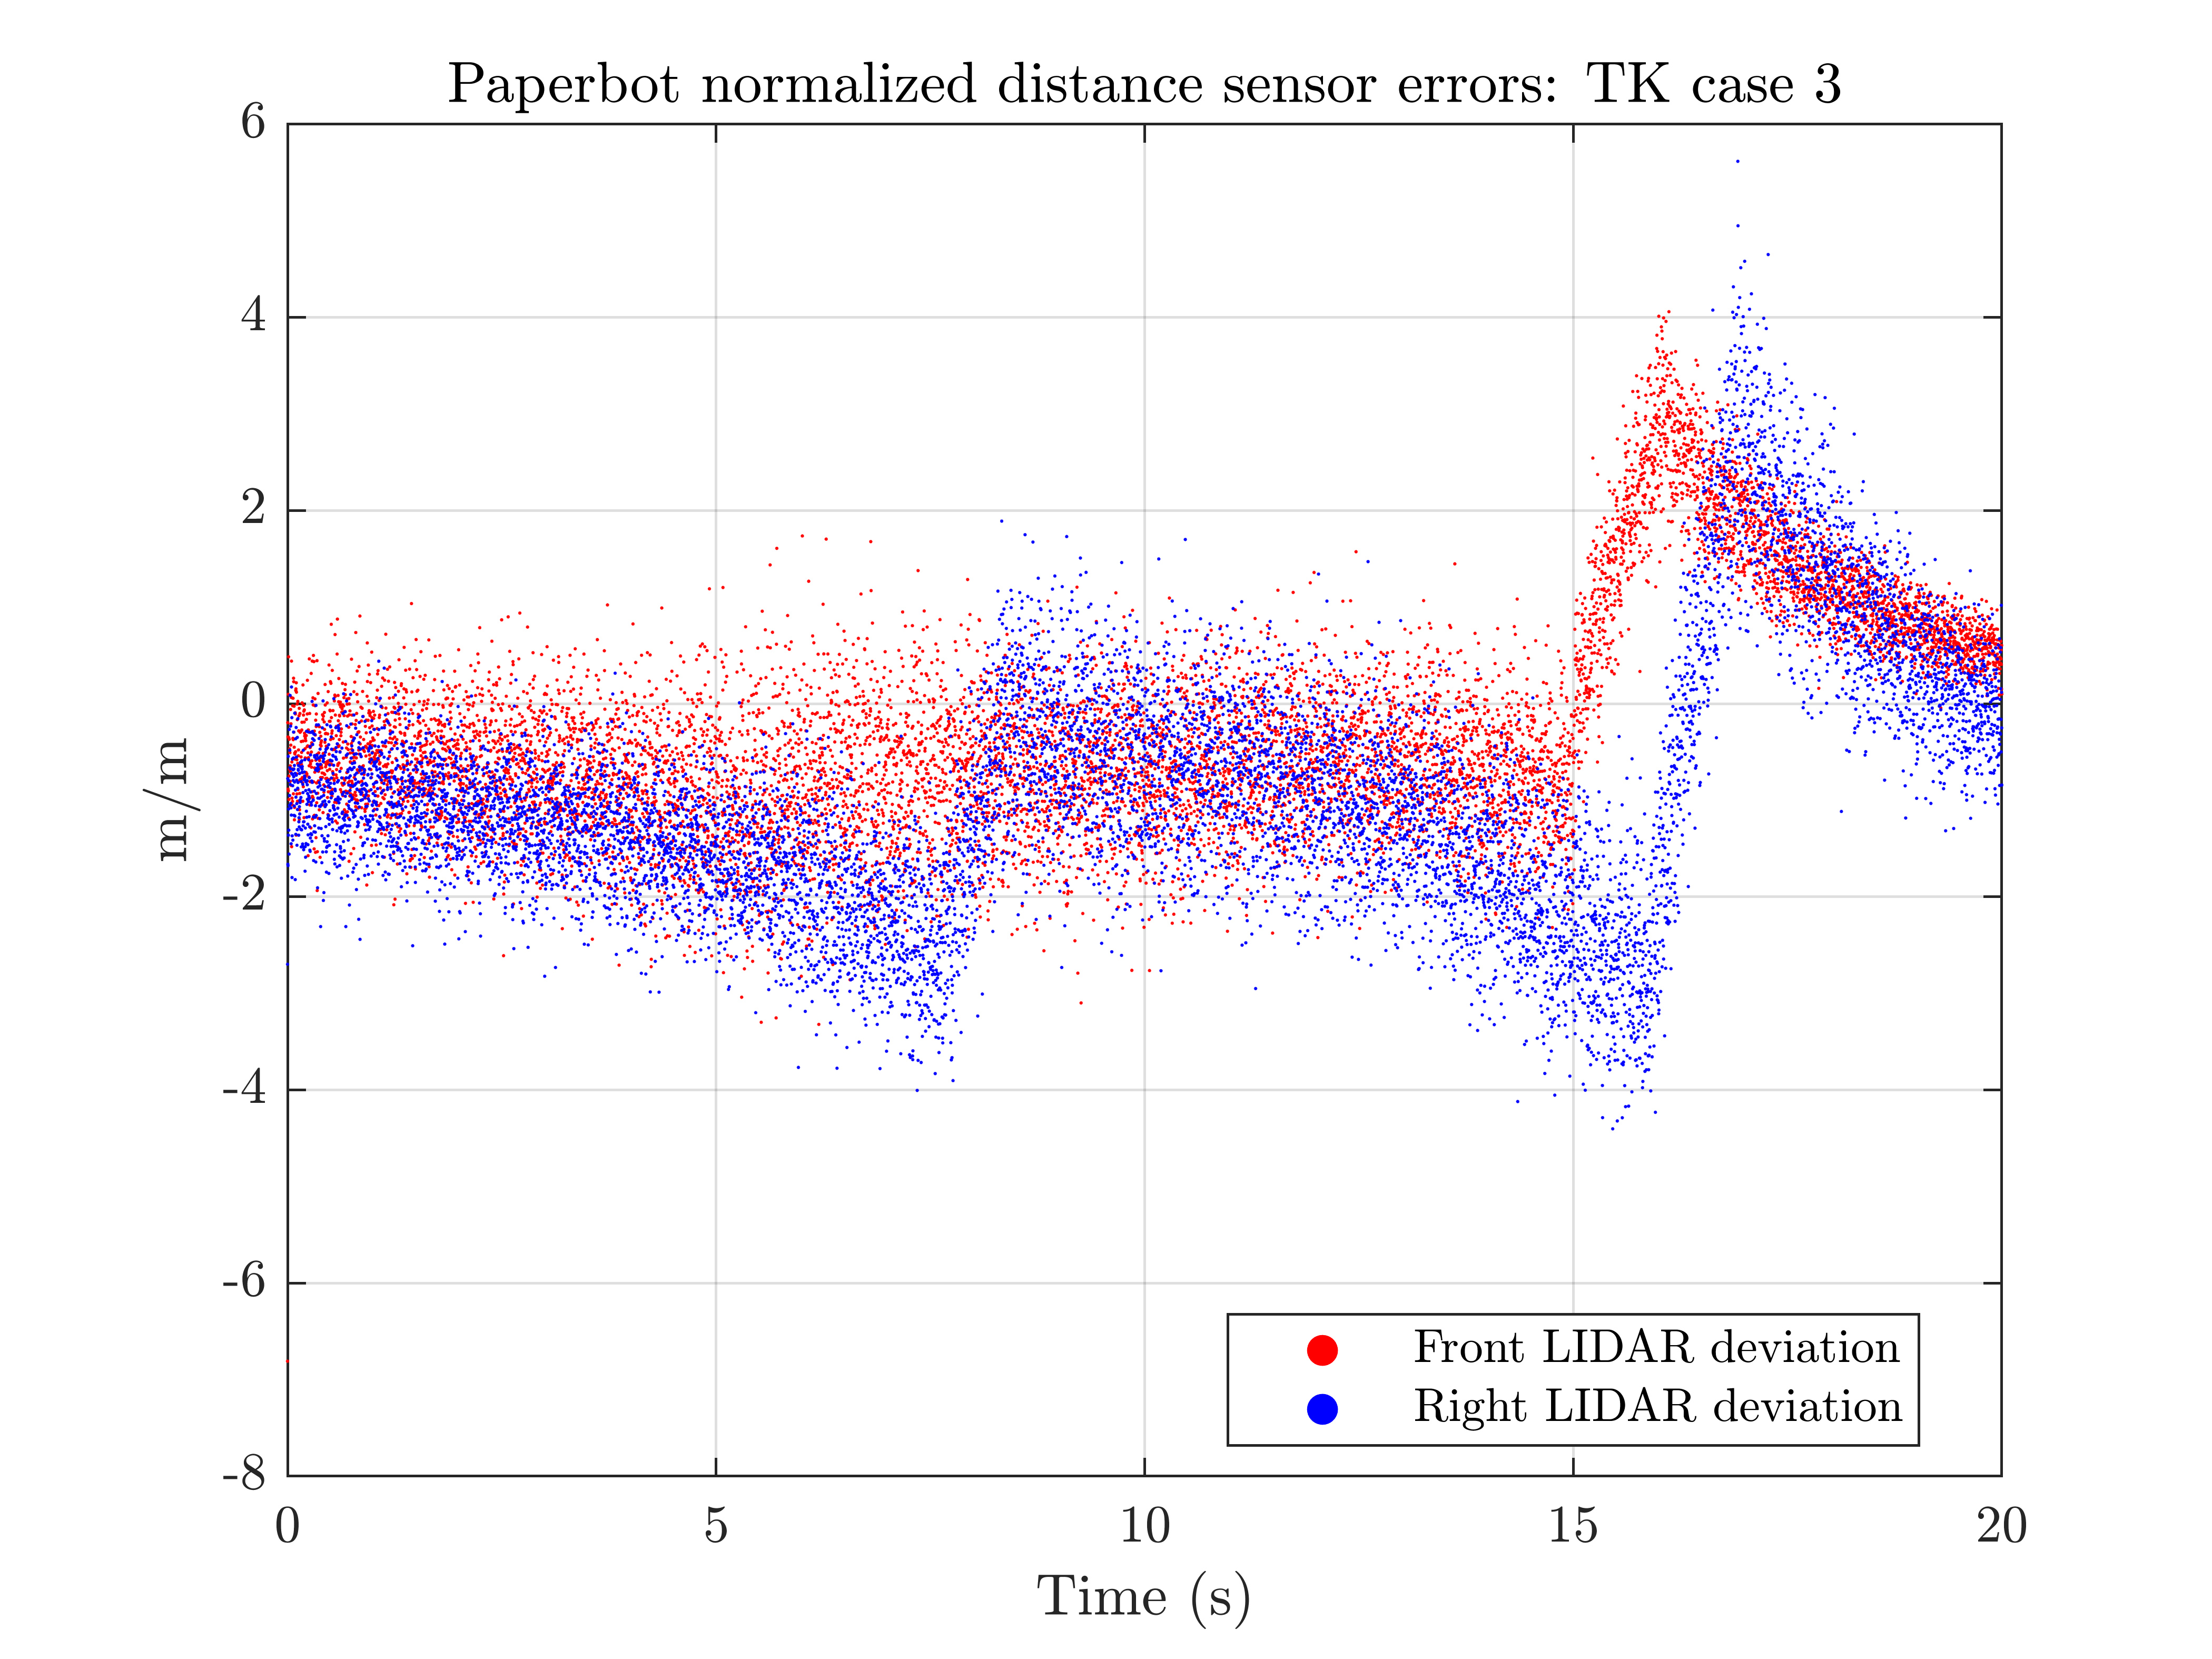 Paperbot normalized distance sensor errors: TK case 3
6
4
2
0
-2
-4
-6
-8
m/m
0 5 10 15 20
Time (s)
Front LIDAR deviation
Right LIDAR deviation